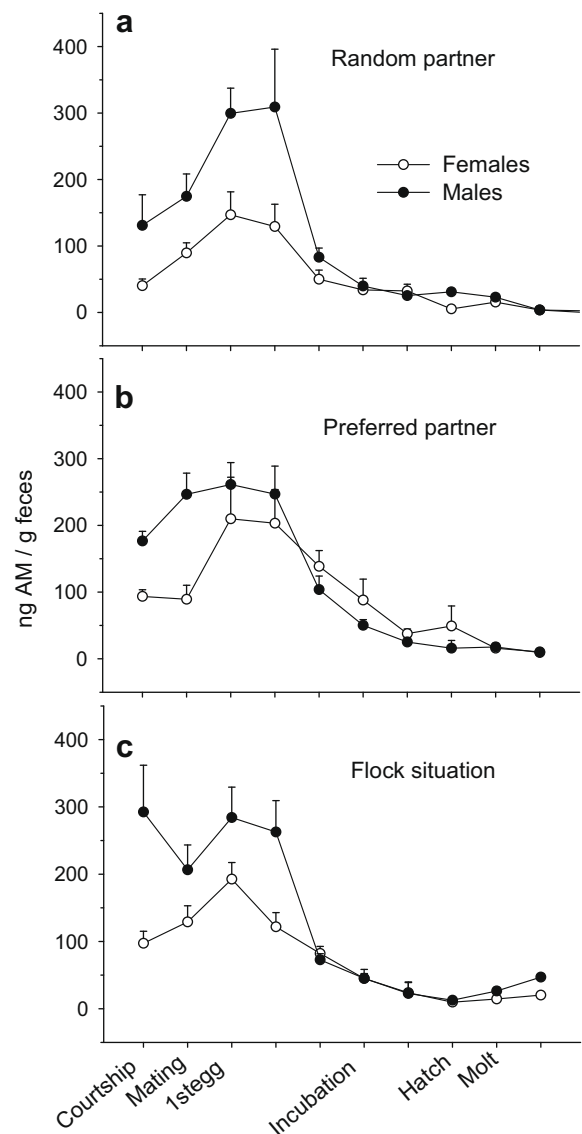 a
Random partner
400
300
200
100
0
Females
Males
b
Preferred partner
400
300
200
100
0
ng AM / g feces
c
Flock situation
400
300
200
100
0
Courtship
Mating
1stegg
Incubation
Hatch
Molt